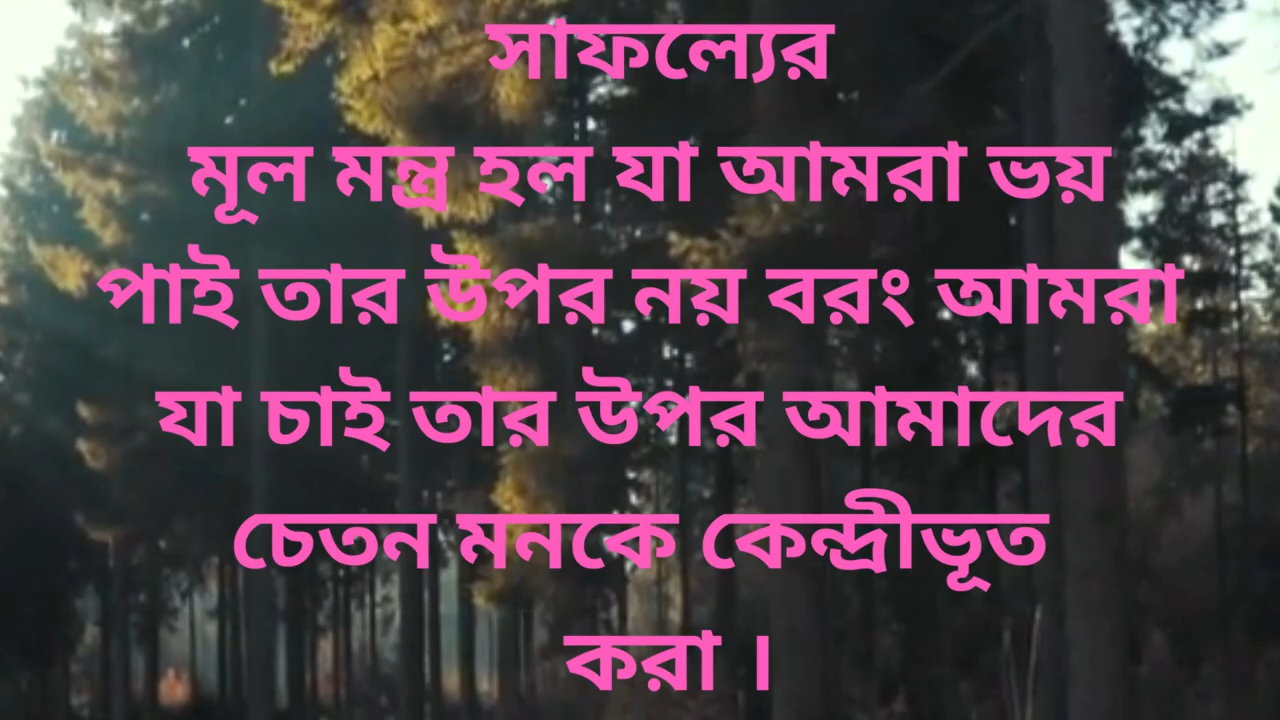 সাফল্যের
মূল মন্ত্র হল যা আমরা ভয়
পাই তার উপর নয় বরং আমরা
যা চাই তার উপর আমাদের
চেতন মনকে কেন্দ্রীভূত
করা ।